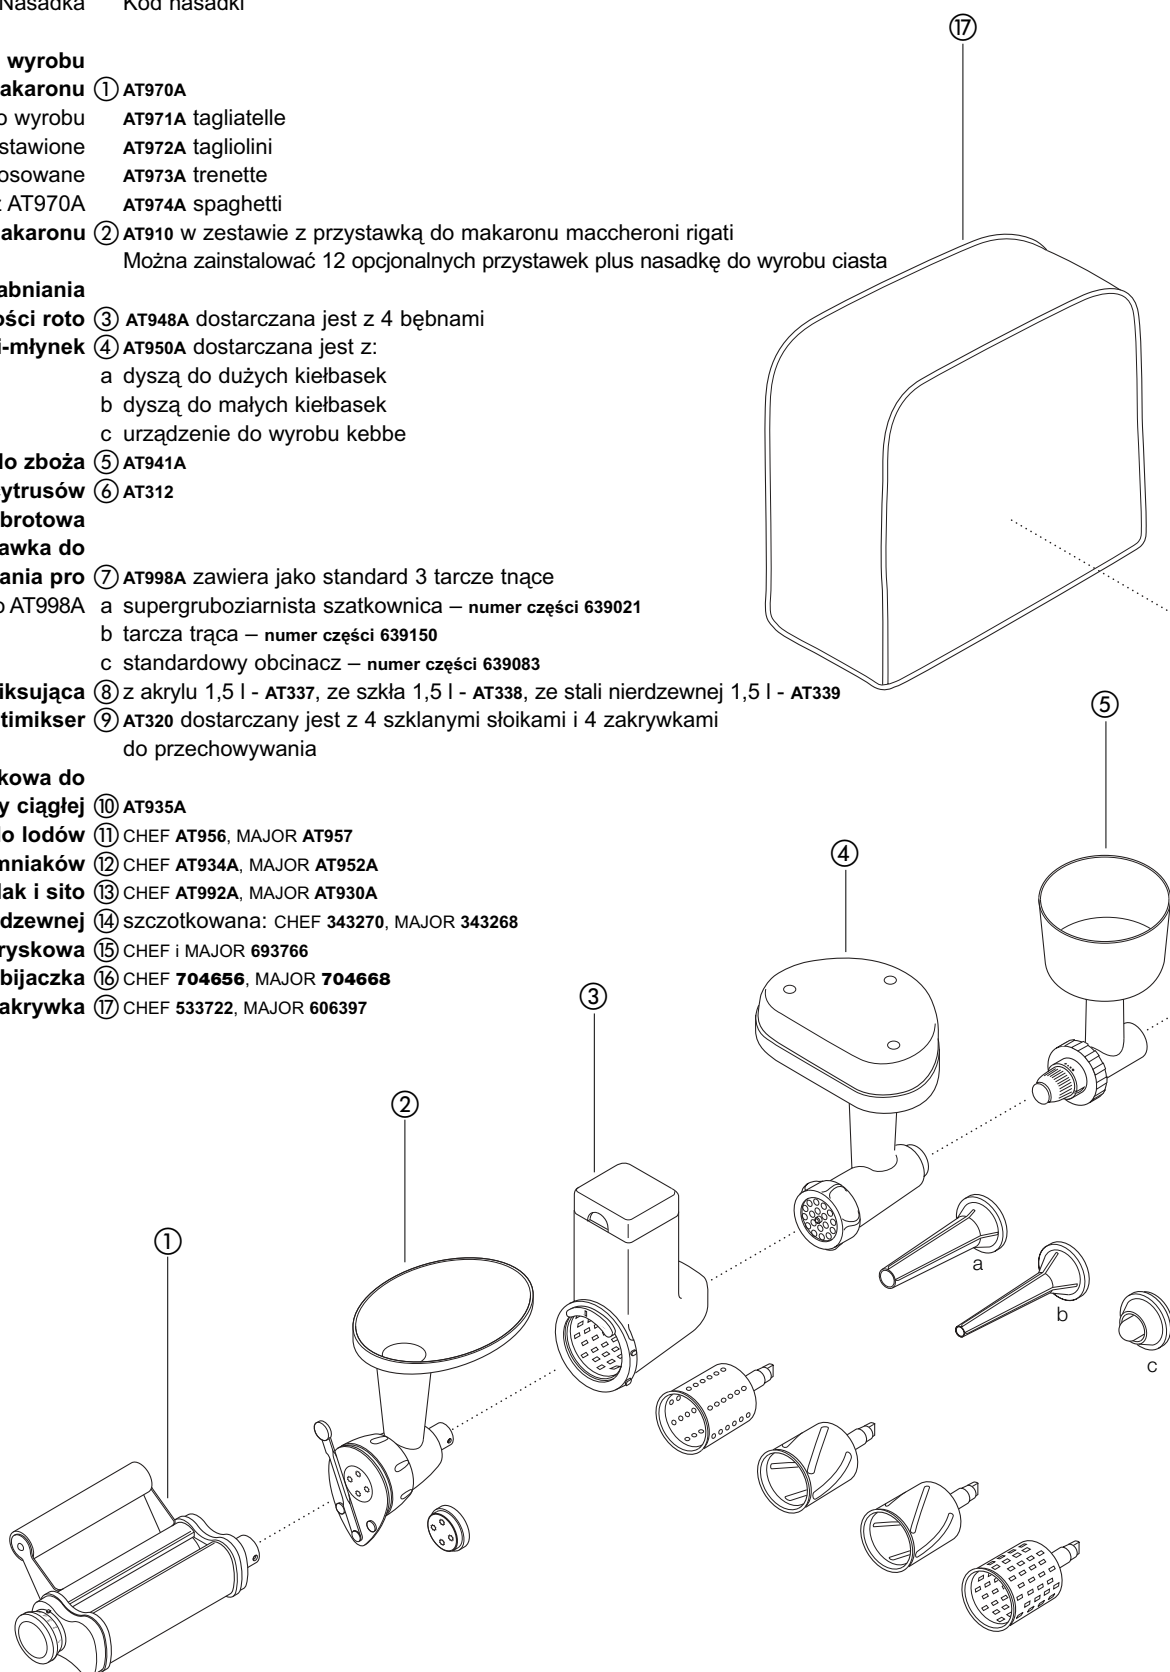 Nasadka Kod nasadki
wyrobu
akaronu ① AT970A
o wyrobu AT971A tagliatelle
stawione AT972A tagliolini
osowane AT973A trenette
z AT970A AT974A spaghetti
akaronu ② AT910 w zestawie z przystawką do makaronu maccheroni rigati
Można zainstalować 12 opcjonalnych przystawek plus nasadkę do wyrobu ciasta
abniania
ości roto ③ AT948A dostarczana jest z 4 bębnami
i-młynek ④ AT950A dostarczana jest z:
a dyszą do dużych kiełbasek
b dyszą do małych kiełbasek
c urządzenie do wyrobu kebbe
do zboża ⑤ AT941A
cytrusów ⑥ AT312
brotowa
awka do
ania pro ⑦ AT998A zawiera jako standard 3 tarcze tnące
o AT998A a supergruboziarnista szatkownica – numer części 639021
b tarcza trąca – numer części 639150
c standardowy obcinacz – numer części 639083
iksująca ⑧ z akrylu 1,5 l - AT337, ze szkła 1,5 l - AT338, ze stali nierdzewnej 1,5 l - AT339
timikser ⑨ AT320 dostarczany jest z 4 szklanymi słoikami i 4 zakrywkami
do przechowywania
kowa do
y ciągłej ⑩ AT935A
do lodów ⑪ CHEF AT956, MAJOR AT957
mniaków ⑫ CHEF AT934A, MAJOR AT952A
lak i sito ⑬ CHEF AT992A, MAJOR AT930A
dzewnej ⑭ szczotkowana: CHEF 343270, MAJOR 343268
ryskowa ⑮ CHEF i MAJOR 693766
bijaczka ⑯ CHEF 704656, MAJOR 704668
akrywka ⑰ CHEF 533722, MAJOR 606397
⑰
⑤
④
③
②
①
a
b
c